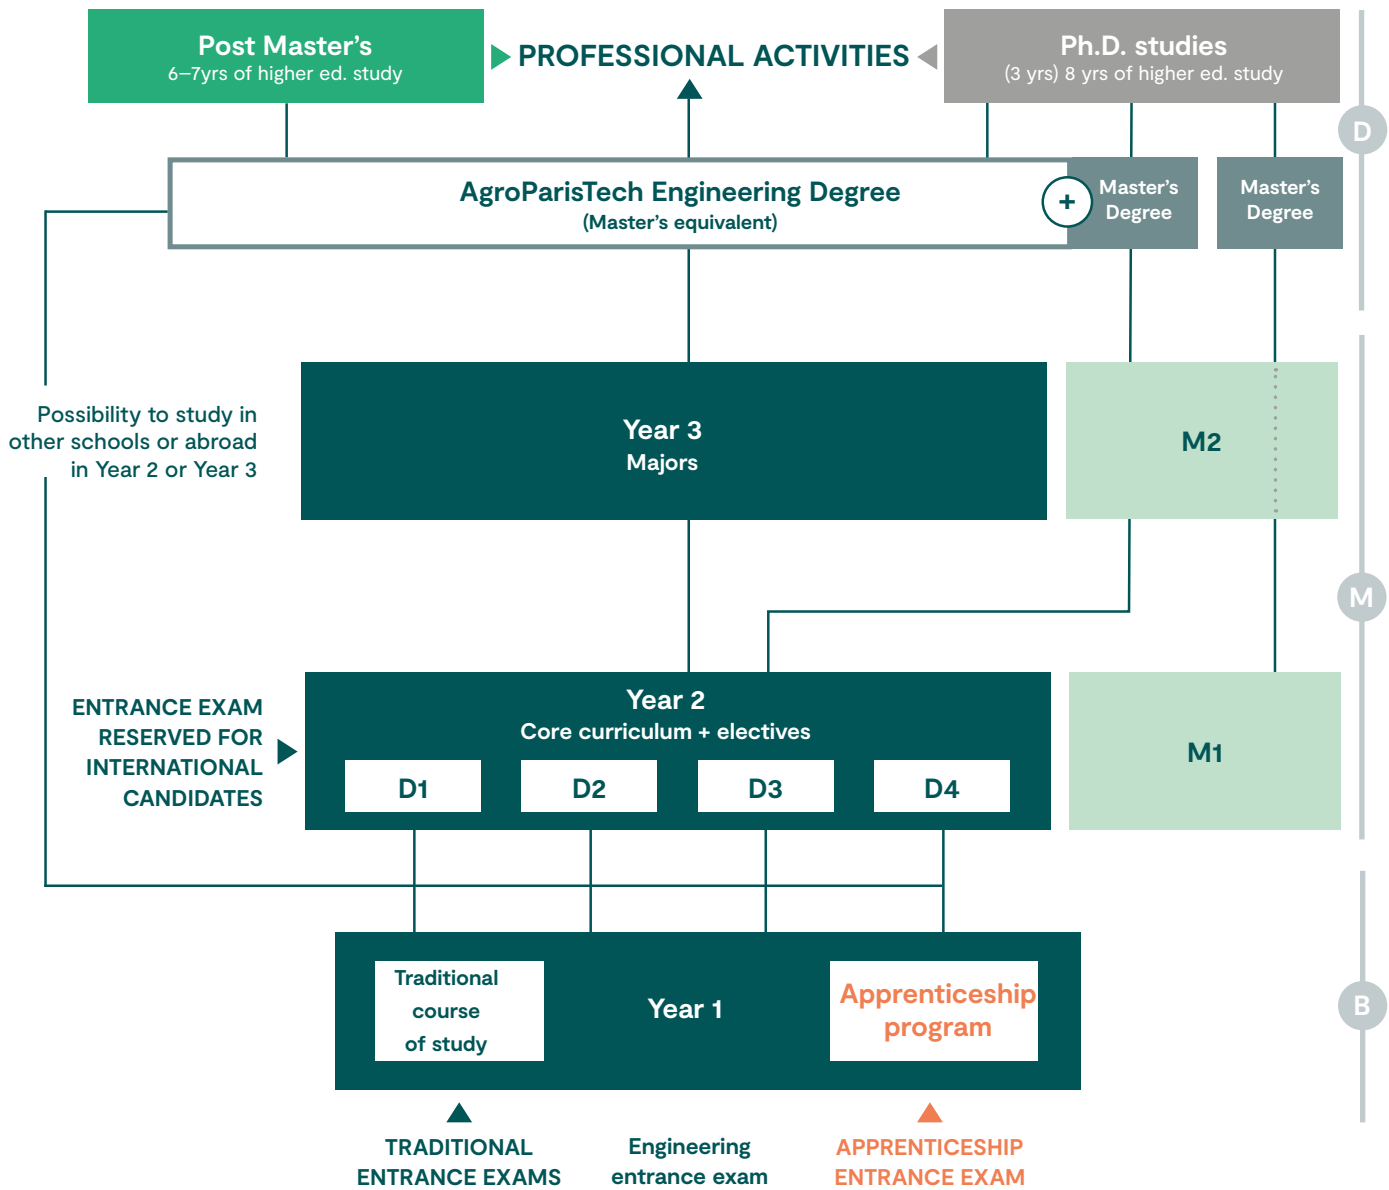 Post Master’s
6–7yrs of higher ed. study
PROFESSIONAL ACTIVITIES
Ph.D. studies
(3 yrs) 8 yrs of higher ed. study
D
AgroParisTech Engineering Degree
(Master’s equivalent)
+
Master’s
Degree
Master’s
Degree
Possibility to study in
other schools or abroad
in Year 2 or Year 3
Year 3
Majors
M2
M
ENTRANCE EXAM
RESERVED FOR
INTERNATIONAL
CANDIDATES
Year 2
Core curriculum + electives
D1
D2
D3
D4
M1
Traditional
course
of study
Year 1
Apprenticeship
program
B
TRADITIONAL
ENTRANCE EXAMS
Engineering
entrance exam
APPRENTICESHIP
ENTRANCE EXAM